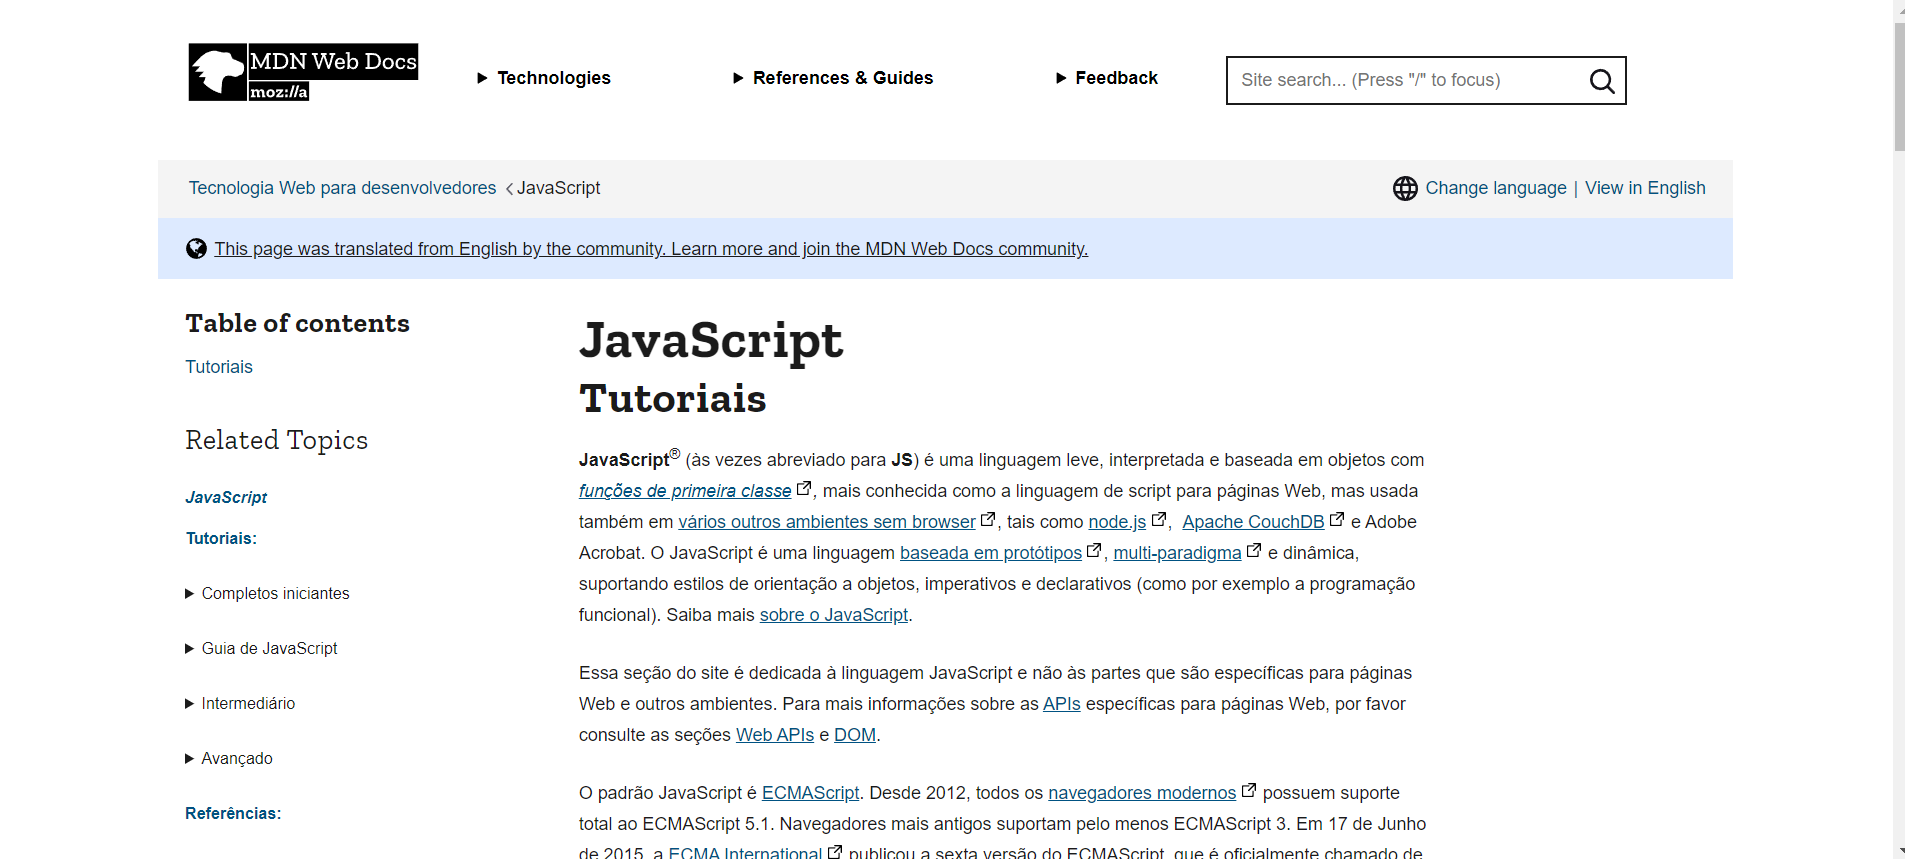 MDN Web Docs
moz://a
Technologies
References & Guides
Feedback
Site search... (Press "/" to focus)
Tecnologia Web para desenvolvedores
JavaScript
Change language | View in English
This page was translated from English by the community. Learn more and join the MDN Web Docs community.
Table of contents
Tutoriais
Related Topics
JavaScript
Tutoriais:
Completos iniciantes
Guia de JavaScript
Intermediário
Avançado
Referências:
JavaScript
Tutoriais
JavaScript® (às vezes abreviado para JS) é uma linguagem leve, interpretada e baseada em objetos com
funções de primeira classe, mais conhecida como a linguagem de script para páginas Web, mas usada
também em vários outros ambientes sem browser, tais como node.js, Apache CouchDB e Adobe
Acrobat. O JavaScript é uma linguagem baseada em protótipos, multi-paradigma e dinâmica,
suportando estilos de orientação a objetos, imperativos e declarativos (como por exemplo a programação
funcional). Saiba mais sobre o JavaScript.
Essa seção do site é dedicada à linguagem JavaScript e não às partes que são específicas para páginas
Web e outros ambientes. Para mais informações sobre as APIs específicas para páginas Web, por favor
consulte as seções Web APIs e DOM.
O padrão JavaScript é ECMAScript. Desde 2012, todos os navegadores modernos possuem suporte
total ao ECMAScript 5.1. Navegadores mais antigos suportam pelo menos ECMAScript 3. Em 17 de Junho
de 2015, a ECMA International publicou a sexta versão do ECMAScript, que é oficialmente chamado de